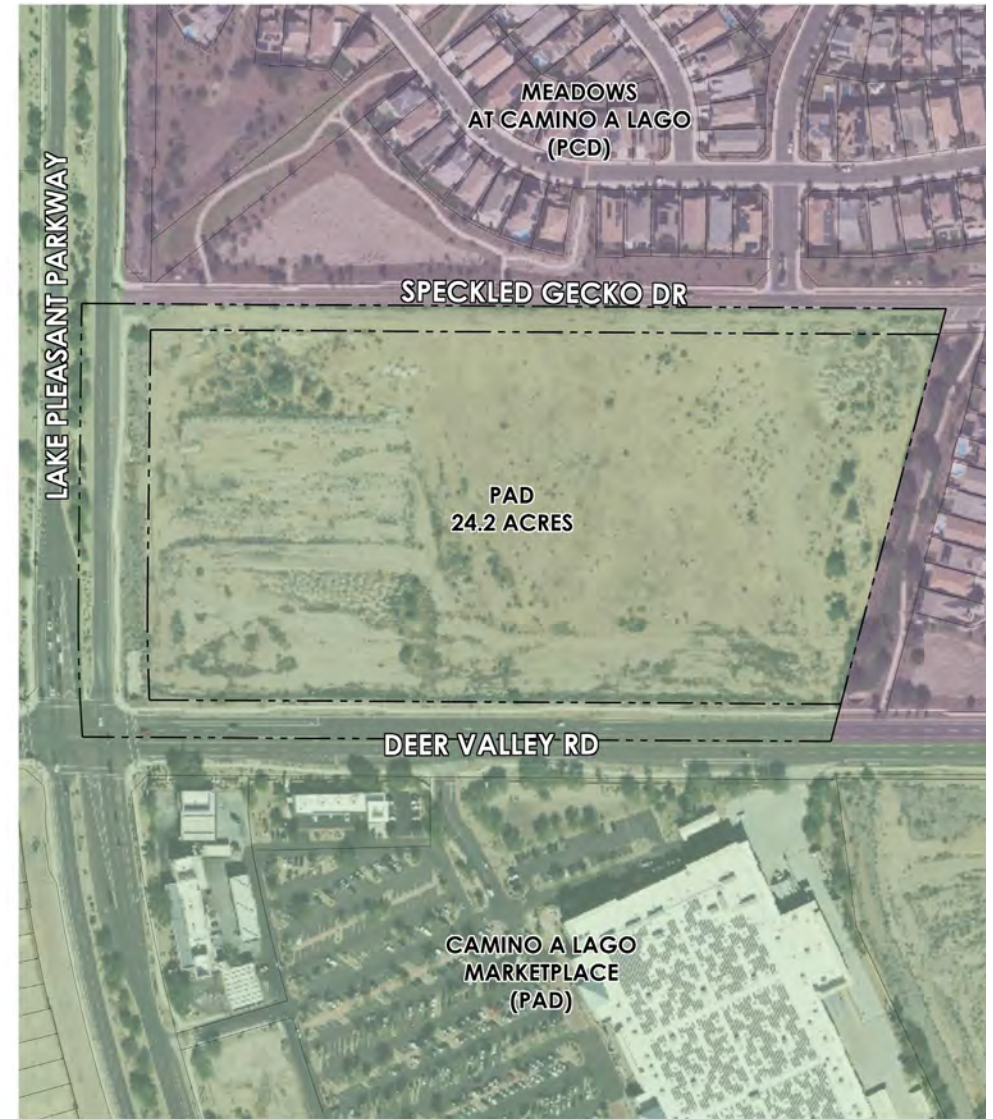 MEADOWS
AT CAMINO A LAGO
(PCD)
LAKE PLEASANT PARKWAY
SPECKLED GECKO DR
PAD
24.2 ACRES
DEER VALLEY RD
CAMINO A LAGO
MARKETPLACE
(PAD)